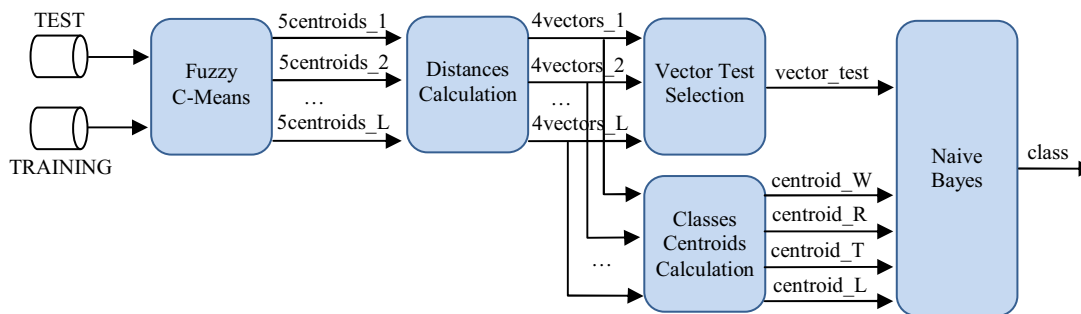 TEST
TRAINING
Fuzzy
C-Means
5centroids_1
5centroids_2
...
5centroids_L
Distances
Calculation
4vectors_1
4vectors_2
...
4vectors_L
Vector Test
Selection
vector_test
Classes
Centroids
Calculation
...
centroid_W
centroid_R
centroid_T
centroid_L
Naive
Bayes
class